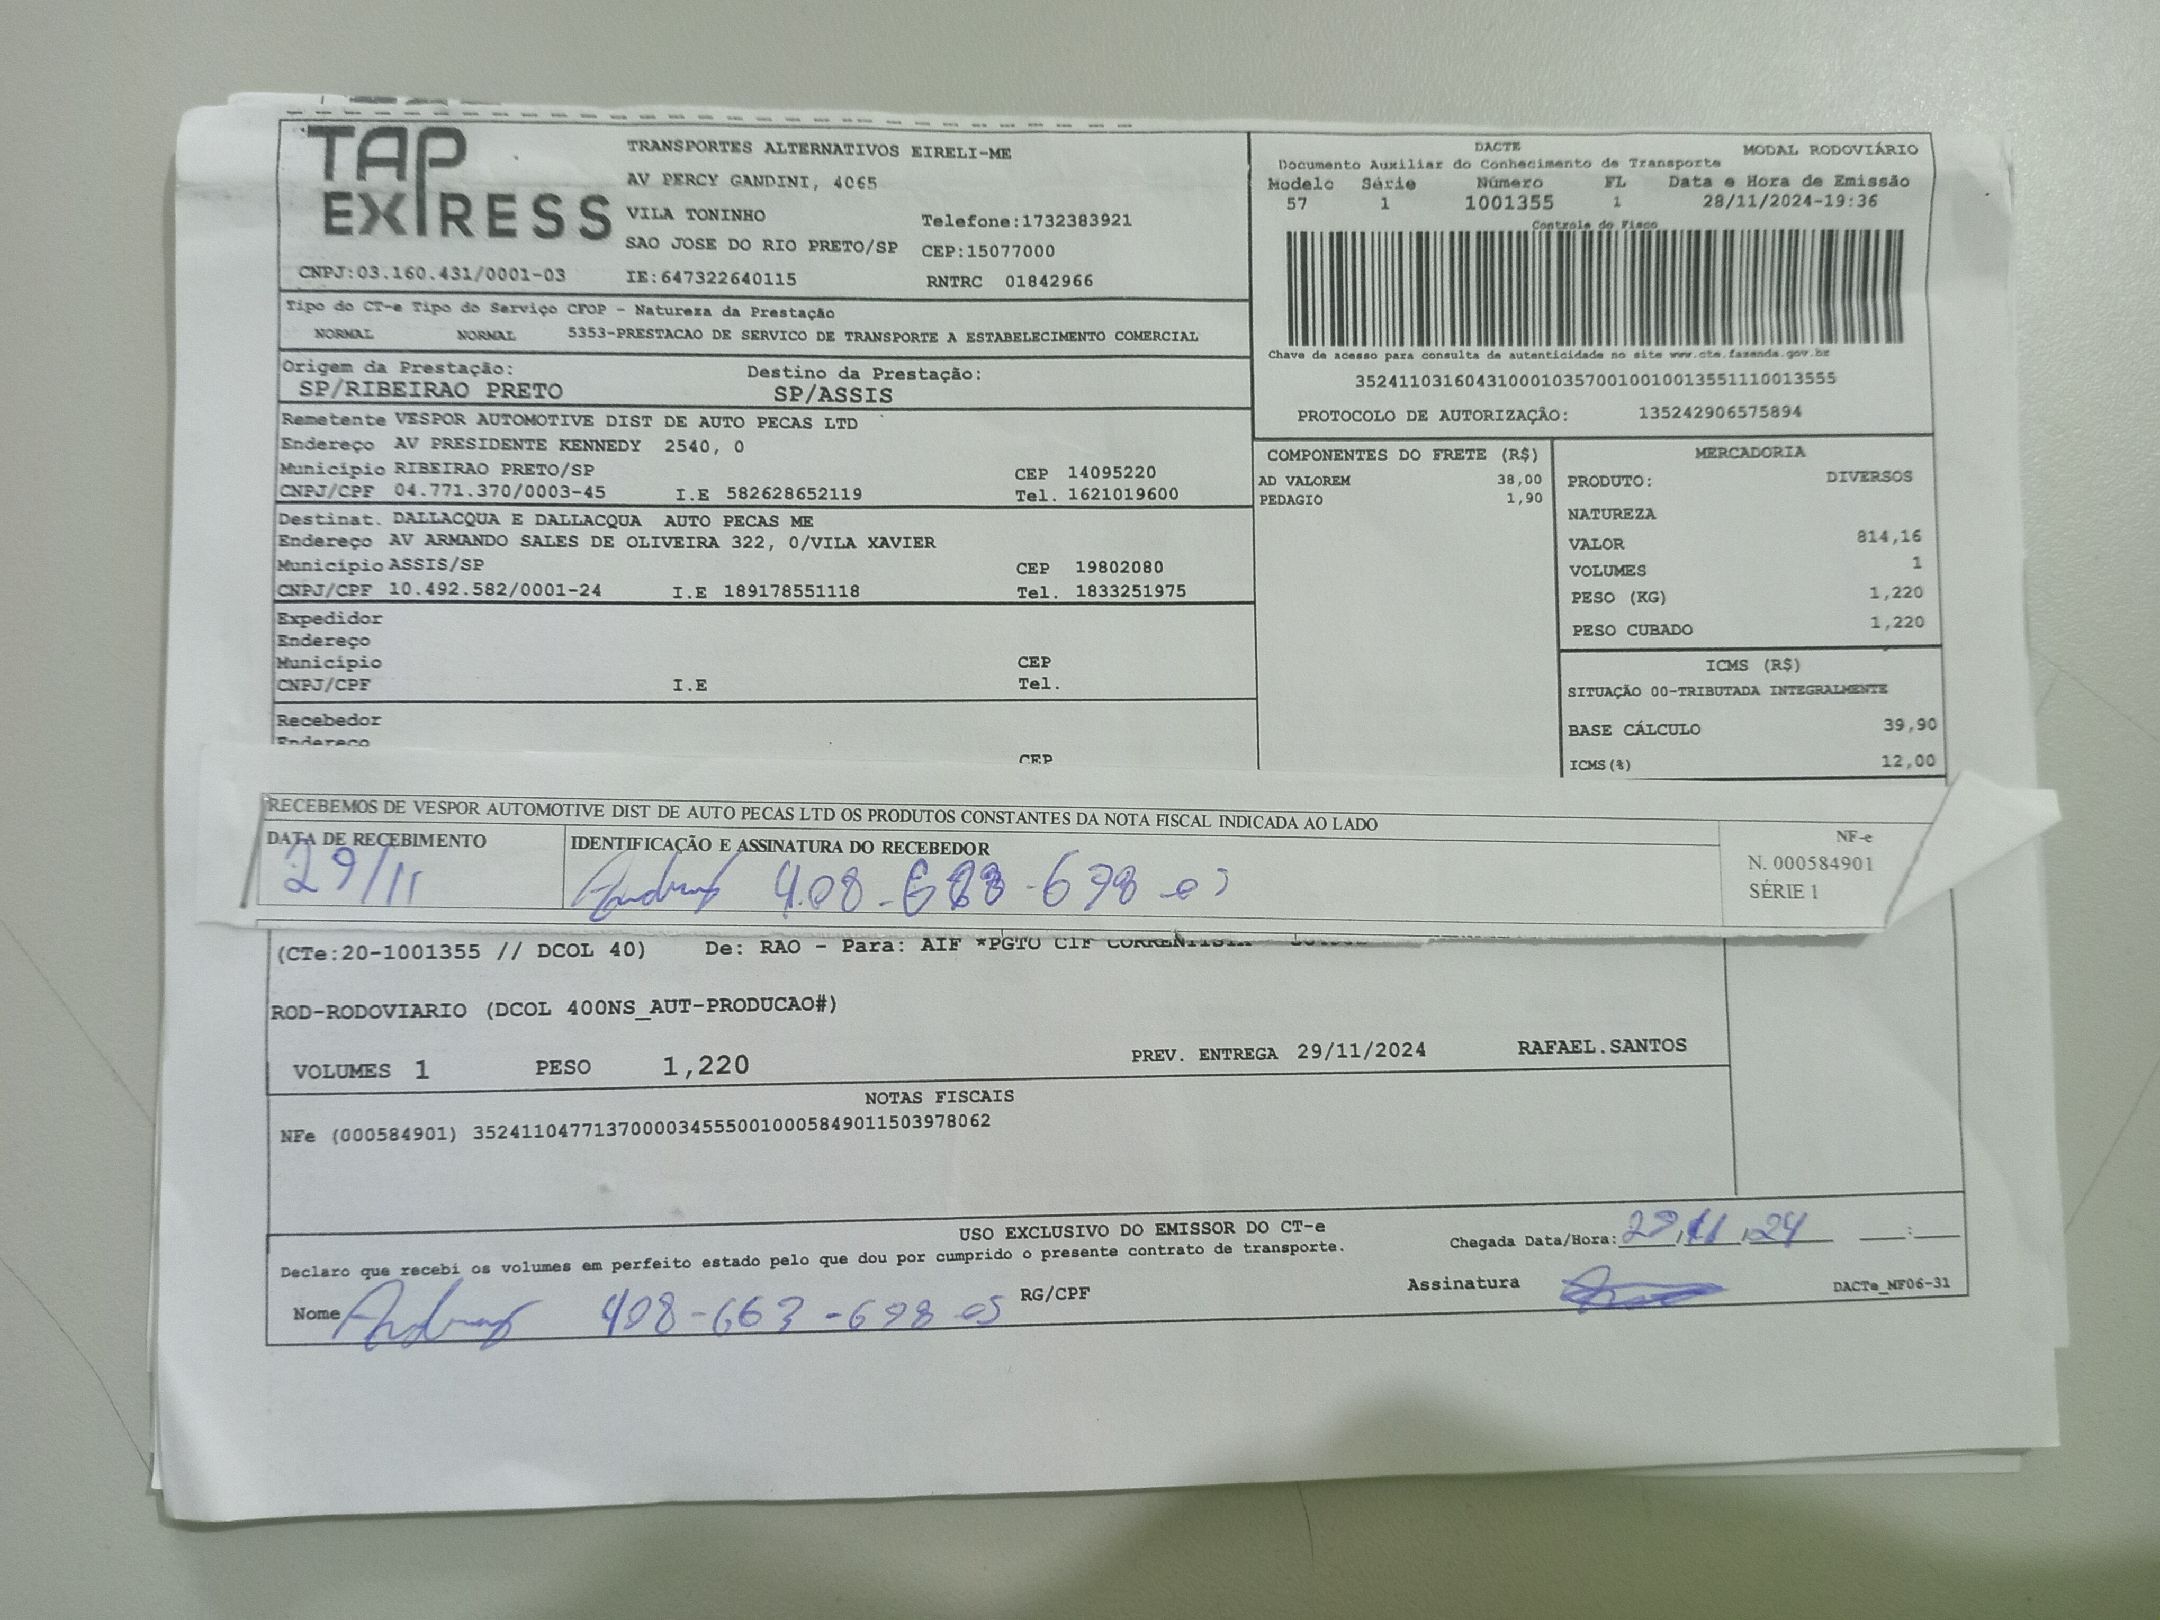 TAP EXPRESS
TRANSPORTES ALTERNATIVOS EIRELI-ME
AV PERCY GANDINI, 4065
VILA TONINHO Telefone:1732383921
SAO JOSE DO RIO PRETO/SP CEP:15077000
CNPJ:03.160.431/0001-03 IE:647322640115 RNTRC 01842966
DACTE MODAL RODOVIÁRIO
Documento Auxiliar do Conhecimento de Transporte
Modelo Série Número FL Data e Hora de Emissão
57 1 1001355 1 28/11/2024-19:36
Controle do Fisco
Chave de acesso para consulta de autenticidade no site www.cte.fazenda.gov.br
35241103160431000103570010010013551110013555
PROTOCOLO DE AUTORIZAÇÃO: 135242906575894
Tipo do CT-e Tipo do Serviço CFOP - Natureza da Prestação
NORMAL NORMAL 5353-PRESTACAO DE SERVICO DE TRANSPORTE A ESTABELECIMENTO COMERCIAL
Origem da Prestação: Destino da Prestação:
SP/RIBEIRAO PRETO SP/ASSIS
Remetente VESPOR AUTOMOTIVE DIST DE AUTO PECAS LTD
Endereço AV PRESIDENTE KENNEDY 2540, 0
Município RIBEIRAO PRETO/SP CEP 14095220
CNPJ/CPF 04.771.370/0003-45 I.E 582628652119 Tel. 1621019600
Destinat. DALLACQUA E DALLACQUA AUTO PECAS ME
Endereço AV ARMANDO SALES DE OLIVEIRA 322, 0/VILA XAVIER
Município ASSIS/SP CEP 19802080
CNPJ/CPF 10.492.582/0001-24 I.E 189178551118 Tel. 1833251975
Expedidor
Endereço
Município CEP
CNPJ/CPF I.E Tel.
Recebedor
Endereço
CEP
COMPONENTES DO FRETE (R$)
AD VALOREM 38,00
PEDAGIO 1,90
MERCADORIA
PRODUTO: DIVERSOS
NATUREZA
VALOR 814,16
VOLUMES 1
PESO (KG) 1,220
PESO CUBADO 1,220
ICMS (R$)
SITUAÇÃO 00-TRIBUTADA INTEGRALMENTE
BASE CÁLCULO 39,90
ICMS(%) 12,00
RECEBEMOS DE VESPOR AUTOMOTIVE DIST DE AUTO PECAS LTD OS PRODUTOS CONSTANTES DA NOTA FISCAL INDICADA AO LADO
DATA DE RECEBIMENTO IDENTIFICAÇÃO E ASSINATURA DO RECEBEDOR
29/11
NF-e
N. 000584901
SÉRIE 1
(CTe:20-1001355 // DCOL 40) De: RAO - Para: AIF *PGTO CIF CORRENTISTA
ROD-RODOVIARIO (DCOL 400NS_AUT-PRODUCAO#)
VOLUMES 1 PESO 1,220 PREV. ENTREGA 29/11/2024 RAFAEL.SANTOS
NOTAS FISCAIS
NFe (000584901) 35241104771370000345550010005849011503978062
USO EXCLUSIVO DO EMISSOR DO CT-e
Declaro que recebi os volumes em perfeito estado pelo que dou por cumprido o presente contrato de transporte.
Chegada Data/Hora: 29,11,24 :
Nome RG/CPF Assinatura DACTe_MF06-31